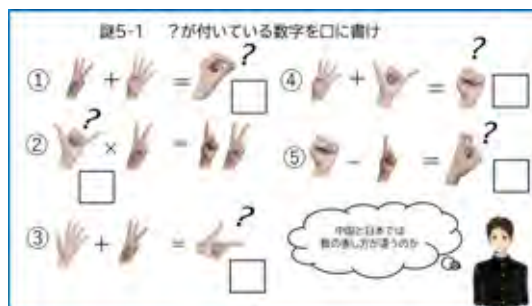 謎5-1 ?が付いている数字を□に書け
① + = ?
② ? × =
③ + = ?
④ + = ?
⑤ - = ?
中国と日本では
数の表し方が違うのか